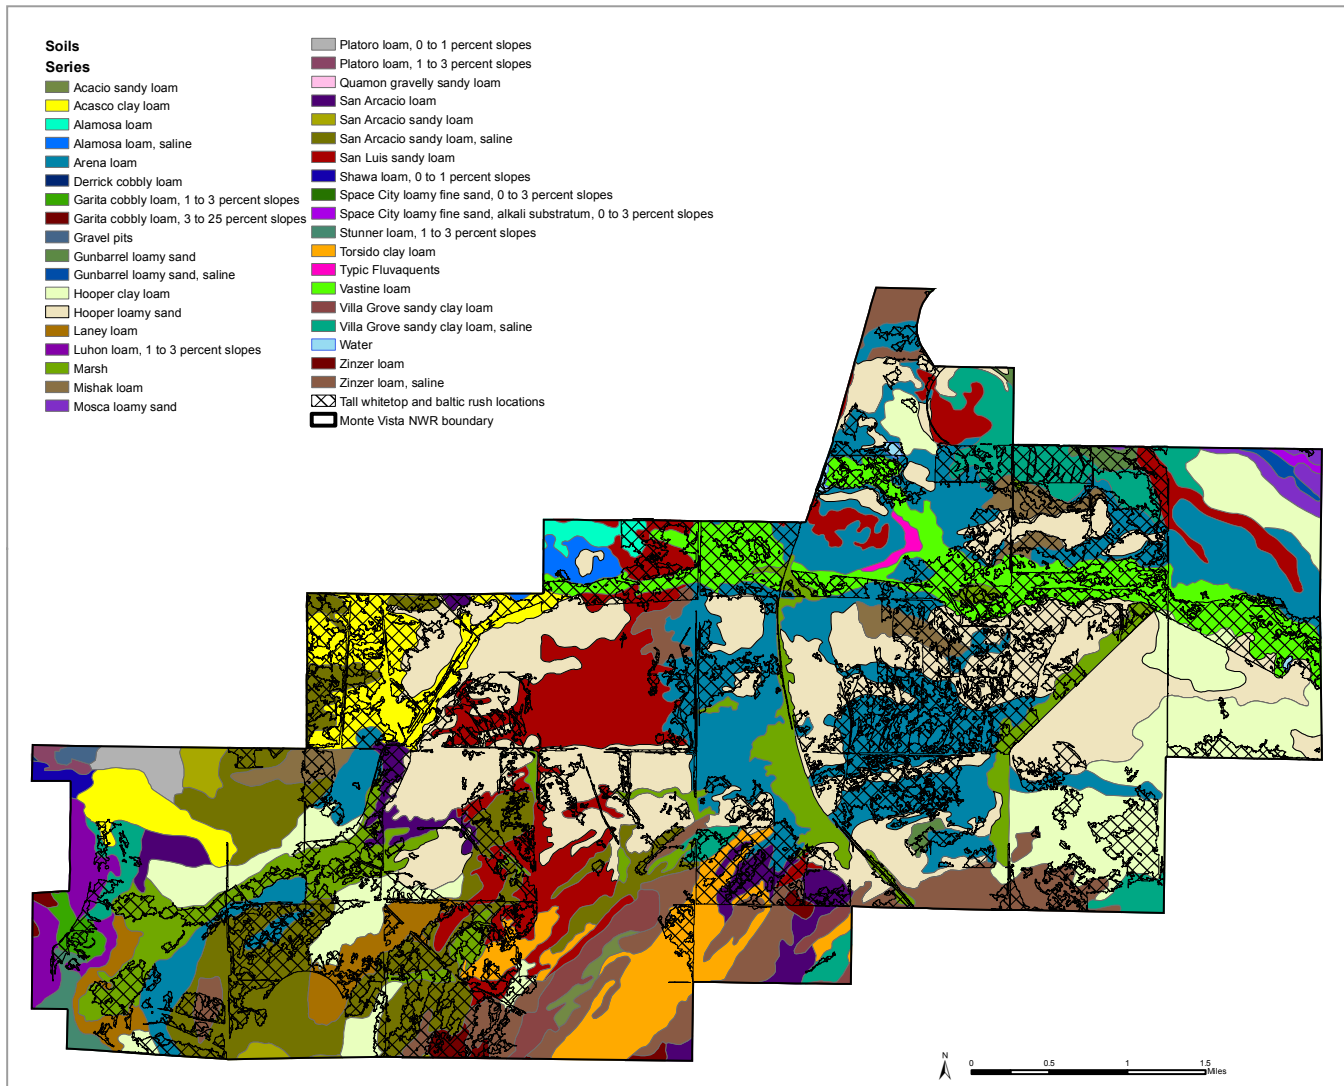 Soils
Series
Acacio sandy loam
Acasco clay loam
Alamosa loam
Alamosa loam, saline
Arena loam
Derrick cobbly loam
Garita cobbly loam, 1 to 3 percent slopes
Garita cobbly loam, 3 to 25 percent slopes
Gravel pits
Gunbarrel loamy sand
Gunbarrel loamy sand, saline
Hooper clay loam
Hooper loamy sand
Laney loam
Luhon loam, 1 to 3 percent slopes
Marsh
Mishak loam
Mosca loamy sand
Platoro loam, 0 to 1 percent slopes
Platoro loam, 1 to 3 percent slopes
Quamon gravelly sandy loam
San Arcacio loam
San Arcacio sandy loam
San Arcacio sandy loam, saline
San Luis sandy loam
Shawa loam, 0 to 1 percent slopes
Space City loamy fine sand, 0 to 3 percent slopes
Space City loamy fine sand, alkali substratum, 0 to 3 percent slopes
Stunner loam, 1 to 3 percent slopes
Torsido clay loam
Typic Fluvaquents
Vastine loam
Villa Grove sandy clay loam
Villa Grove sandy clay loam, saline
Water
Zinzer loam
Zinzer loam, saline
Tall whitetop and baltic rush locations
Monte Vista NWR boundary
N
0 0.5 1 1.5
Miles